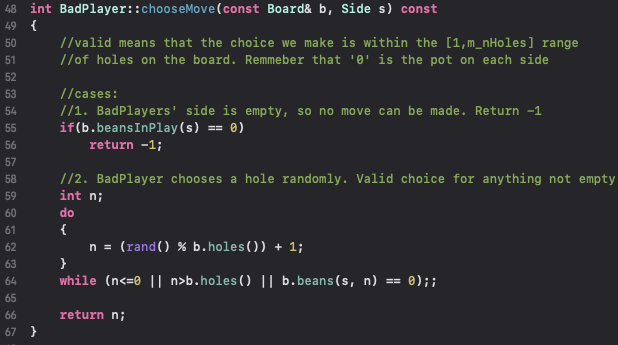 48 int BadPlayer::chooseMove(const Board& b, Side s) const
49 {
50     //valid means that the choice we make is within the [1,m_nHoles] range
51     //of holes on the board. Remmeber that '0' is the pot on each side
52
53     //cases:
54     //1. BadPlayers' side is empty, so no move can be made. Return -1
55     if(b.beansInPlay(s) == 0)
56         return -1;
57
58     //2. BadPlayer chooses a hole randomly. Valid choice for anything not empty
59     int n;
60     do
61     {
62         n = (rand() % b.holes()) + 1;
63     }
64     while (n<=0 || n>b.holes() || b.beans(s, n) == 0);;
65
66     return n;
67 }